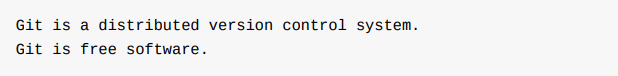 Git is a distributed version control system.
Git is free software.